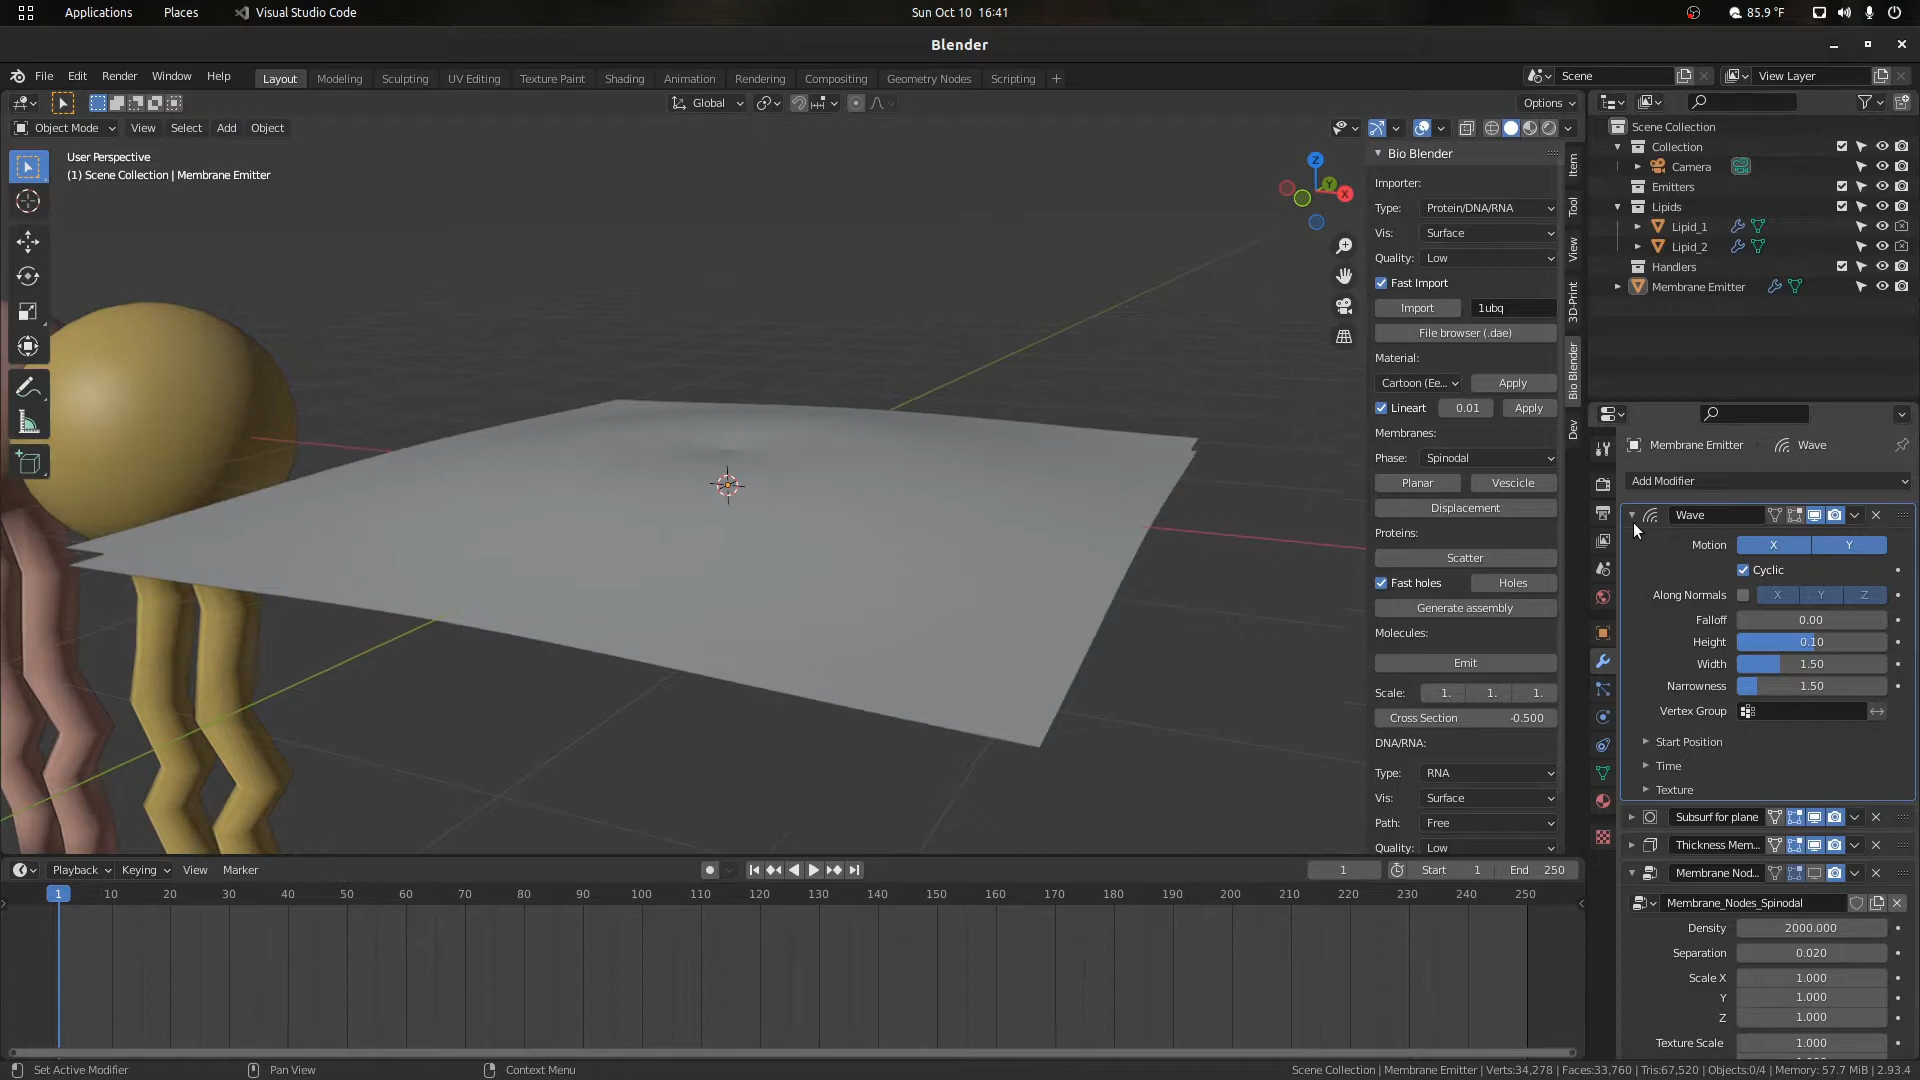 Applications Places Visual Studio Code Sun Oct 10 16:41 85.9 °F
Blender
File Edit Render Window Help Layout Modeling Sculpting UV Editing Texture Paint Shading Animation Rendering Compositing Geometry Nodes Scripting + Scene View Layer
Global Options
Object Mode View Select Add Object
User Perspective
(1) Scene Collection | Membrane Emitter
Z
Y
X
Bio Blender
Importer:
Type: Protein/DNA/RNA
Vis: Surface
Quality: Low
Fast Import
Import 1ubq
File browser (.dae)
Material:
Cartoon (Ee... Apply
Lineart 0.01 Apply
Membranes:
Phase: Spinodal
Planar Vescicle
Displacement
Proteins:
Scatter
Fast holes Holes
Generate assembly
Molecules:
Emit
Scale: 1. 1. 1.
Cross Section -0.500
DNA/RNA:
Type: RNA
Vis: Surface
Path: Free
Quality: Low
Item
Tool
View
3D-Print
Bio Blender
Dev
Scene Collection
Collection
Camera
Emitters
Lipids
Lipid_1
Lipid_2
Handlers
Membrane Emitter
Membrane Emitter Wave
Add Modifier
Wave
Motion X Y
Cyclic
Along Normals X Y Z
Falloff 0.00
Height 0.10
Width 1.50
Narrowness 1.50
Vertex Group
Start Position
Time
Texture
Subsurf for plane
Thickness Mem...
Membrane Nod...
Membrane_Nodes_Spinodal
Density 2000.000
Separation 0.020
Scale X 1.000
Y 1.000
Z 1.000
Texture Scale 1.000
Playback Keying View Marker 1 Start 1 End 250
1 10 20 30 40 50 60 70 80 90 100 110 120 130 140 150 160 170 180 190 200 210 220 230 240 250
Set Active Modifier Pan View Context Menu Scene Collection | Membrane Emitter | Verts:34,278 | Faces:33,760 | Tris:67,520 | Objects:0/4 | Memory: 57.7 MiB | 2.93.4